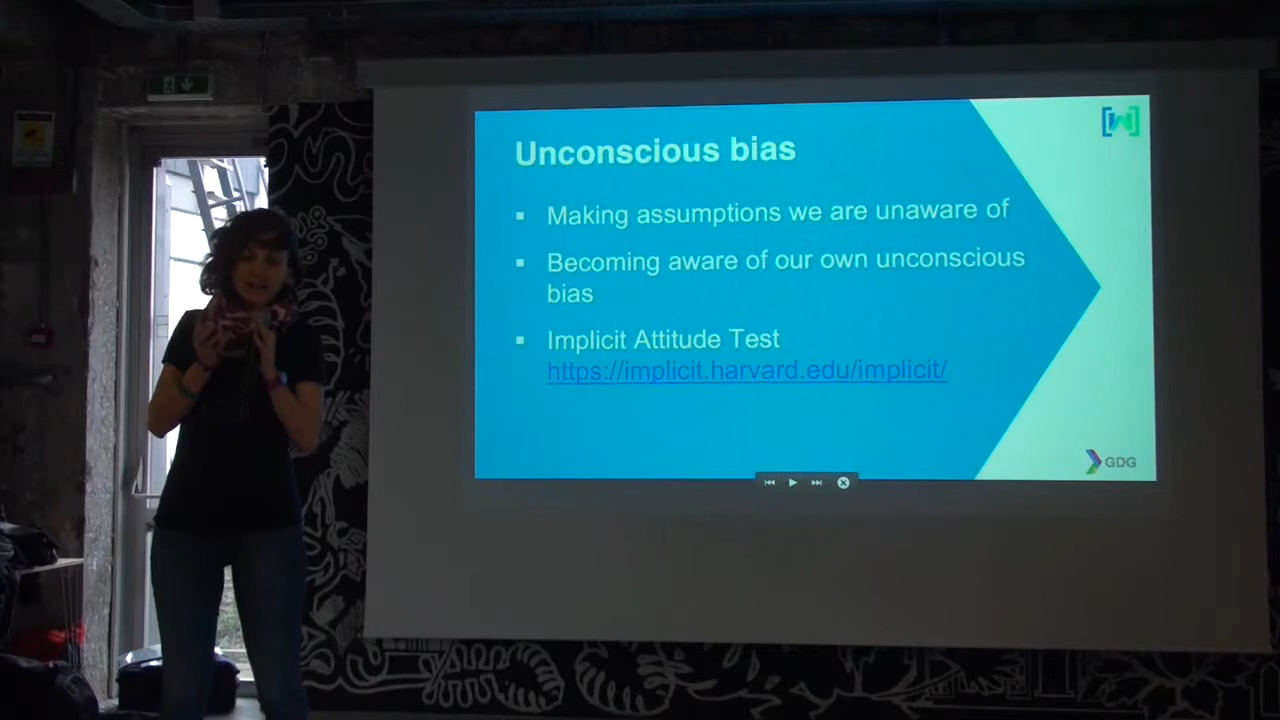 [W]
Unconscious bias
▪ Making assumptions we are unaware of
▪ Becoming aware of our own unconscious
bias
▪ Implicit Attitude Test
https://implicit.harvard.edu/implicit/
GDG